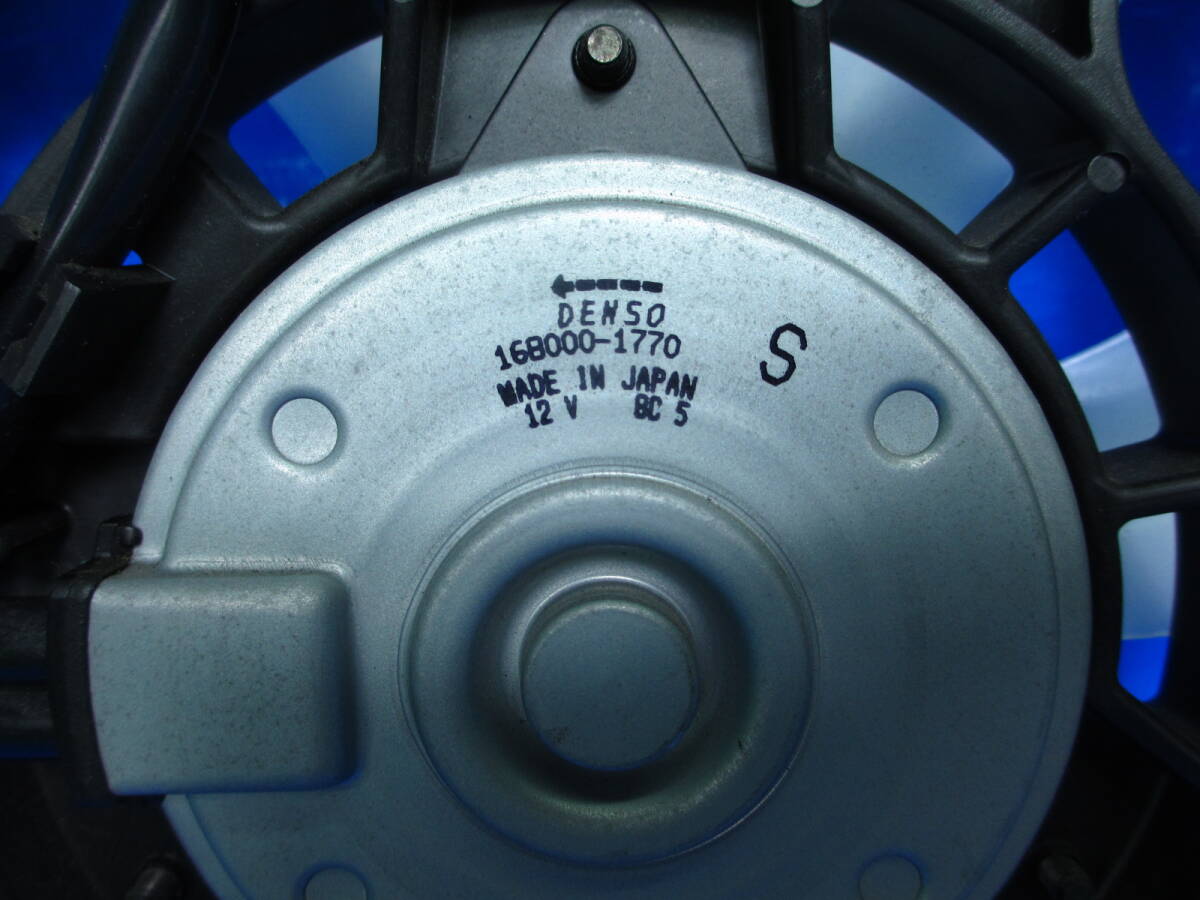 DENSO
168000-1770
S
MADE IN JAPAN
12 V 8C 5